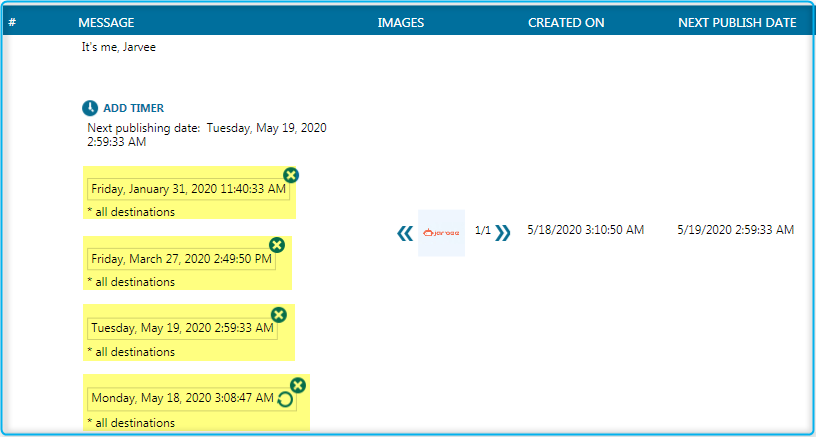 # MESSAGE IMAGES CREATED ON NEXT PUBLISH DATE
It's me, Jarvee
ADD TIMER
Next publishing date: Tuesday, May 19, 2020
2:59:33 AM
Friday, January 31, 2020 11:40:33 AM
* all destinations
jarvee 1/1 5/18/2020 3:10:50 AM 5/19/2020 2:59:33 AM
Friday, March 27, 2020 2:49:50 PM
* all destinations
Tuesday, May 19, 2020 2:59:33 AM
* all destinations
Monday, May 18, 2020 3:08:47 AM
* all destinations